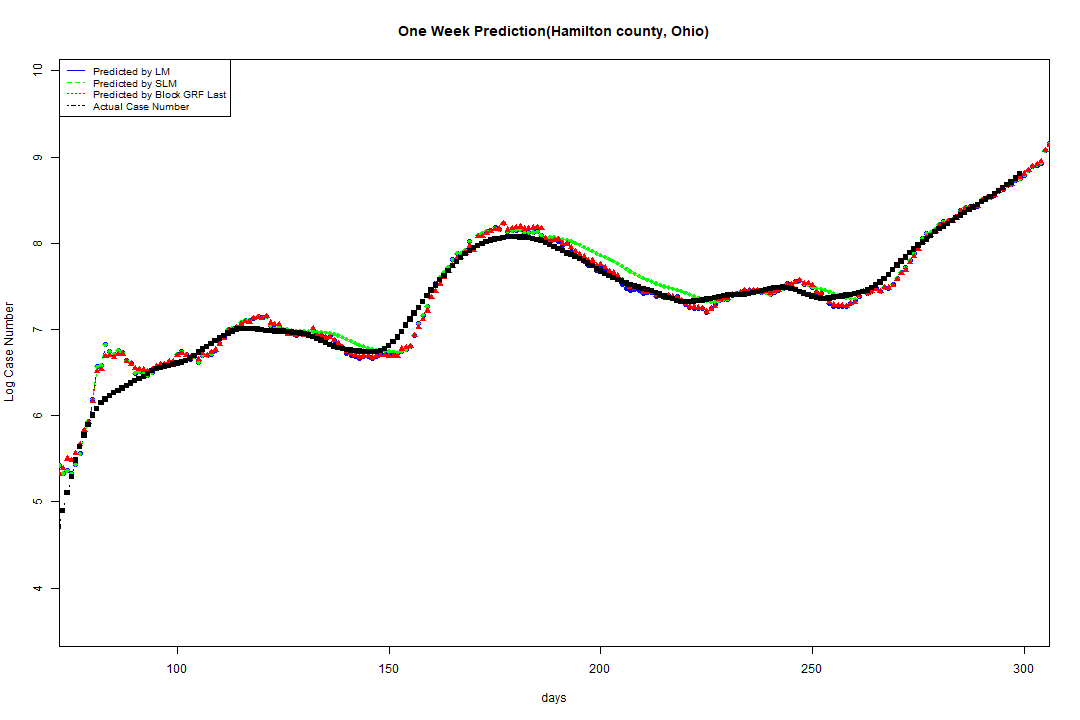 One Week Prediction(Hamilton county, Ohio)
Predicted by LM
Predicted by SLM
Predicted by Block GRF Last
Actual Case Number
10
9
8
7
6
5
4
Log Case Number
100 150 200 250 300
days